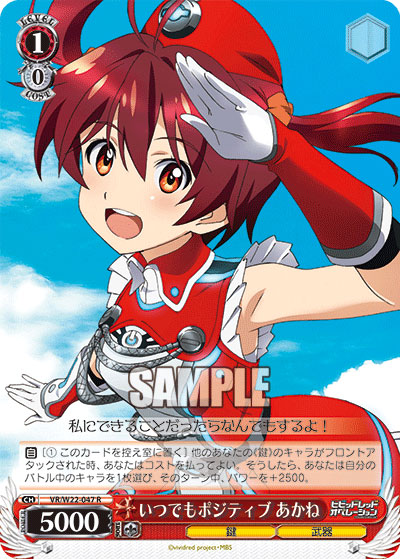 LEVEL
1
0
COST
SAMPLE
私にできることだったらなんでもするよ！
自 [① このカードを控え室に置く] 他のあなたの《鍵》のキャラがフロント
アタックされた時、あなたはコストを払ってよい。そうしたら、あなたは自分の
バトル中のキャラを1枚選び、そのターン中、パワーを+2500。
CH VR/W22-047 R
5000
いつでもポジティブ あかね
ビビッドレッド・オペレーション
鍵
武器
©vividred project・MBS